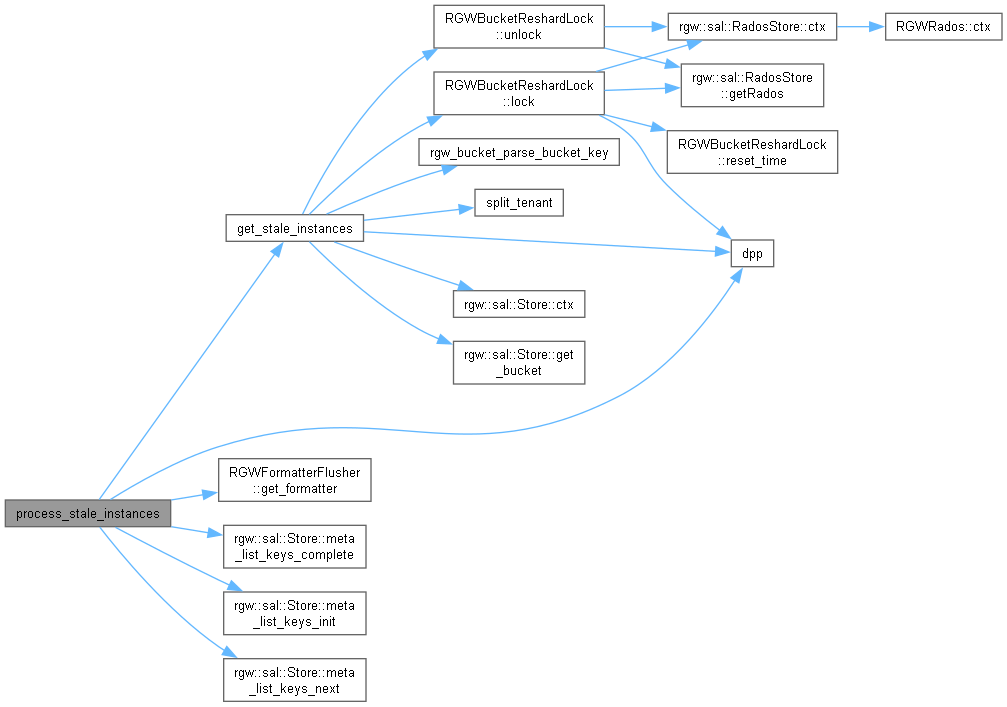 RGWBucketReshardLock
::unlock
rgw::sal::RadosStore::ctx
RGWRados::ctx
rgw::sal::RadosStore
::getRados
RGWBucketReshardLock
::lock
RGWBucketReshardLock
::reset_time
rgw_bucket_parse_bucket_key
split_tenant
get_stale_instances
dpp
rgw::sal::Store::ctx
rgw::sal::Store::get
_bucket
RGWFormatterFlusher
::get_formatter
process_stale_instances
rgw::sal::Store::meta
_list_keys_complete
rgw::sal::Store::meta
_list_keys_init
rgw::sal::Store::meta
_list_keys_next